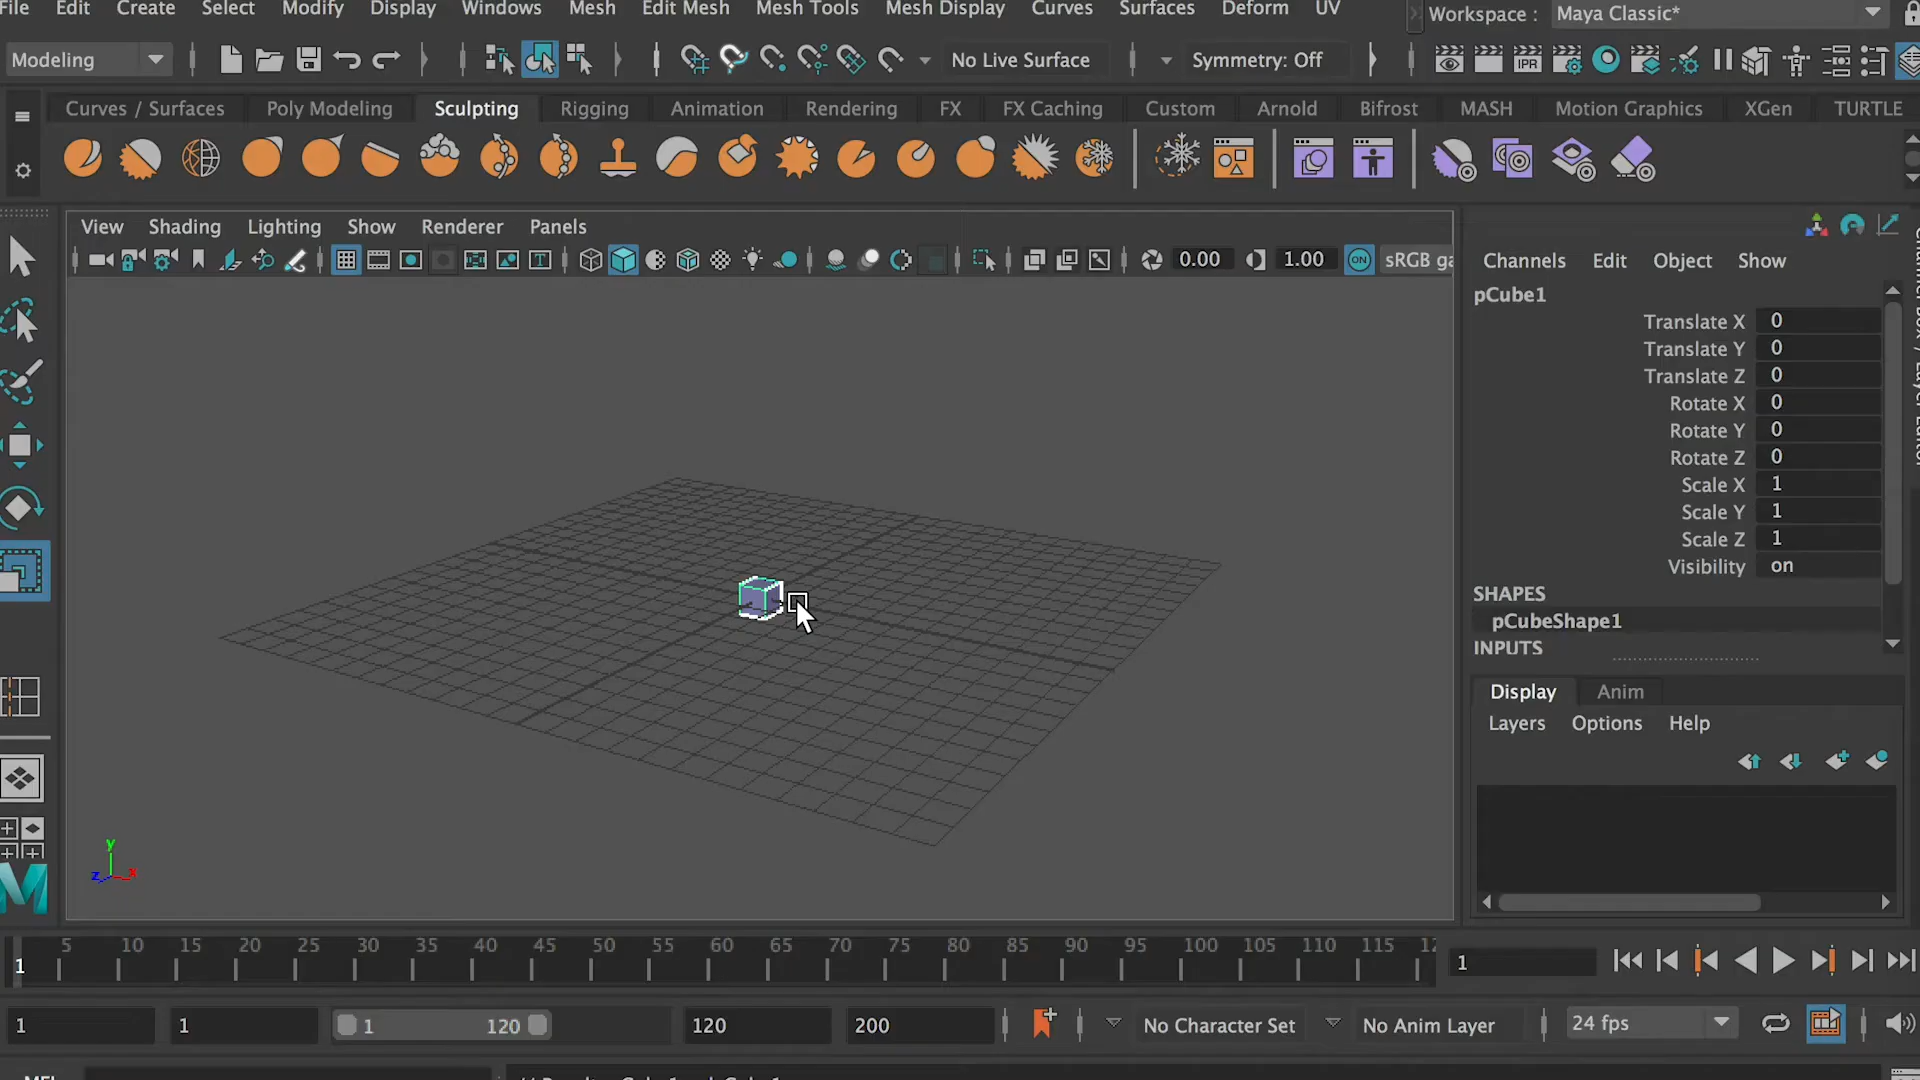 File Edit Create Select Modify Display Windows Mesh Edit Mesh Mesh Tools Mesh Display Curves Surfaces Deform UV
Workspace : Maya Classic*
Modeling No Live Surface Symmetry: Off
IPR
Curves / Surfaces Poly Modeling Sculpting Rigging Animation Rendering FX FX Caching Custom Arnold Bifrost MASH Motion Graphics XGen TURTLE
View Shading Lighting Show Renderer Panels
0.00 1.00 ON sRGB ga
Channels Edit Object Show
pCube1
Translate X 0
Translate Y 0
Translate Z 0
Rotate X 0
Rotate Y 0
Rotate Z 0
Scale X 1
Scale Y 1
Scale Z 1
Visibility on
SHAPES
pCubeShape1
INPUTS
Display Anim
Layers Options Help
y
z x
5 10 15 20 25 30 35 40 45 50 55 60 65 70 75 80 85 90 95 100 105 110 115 12
1 1
1 1 1 120 120 200 No Character Set No Anim Layer 24 fps
MEL